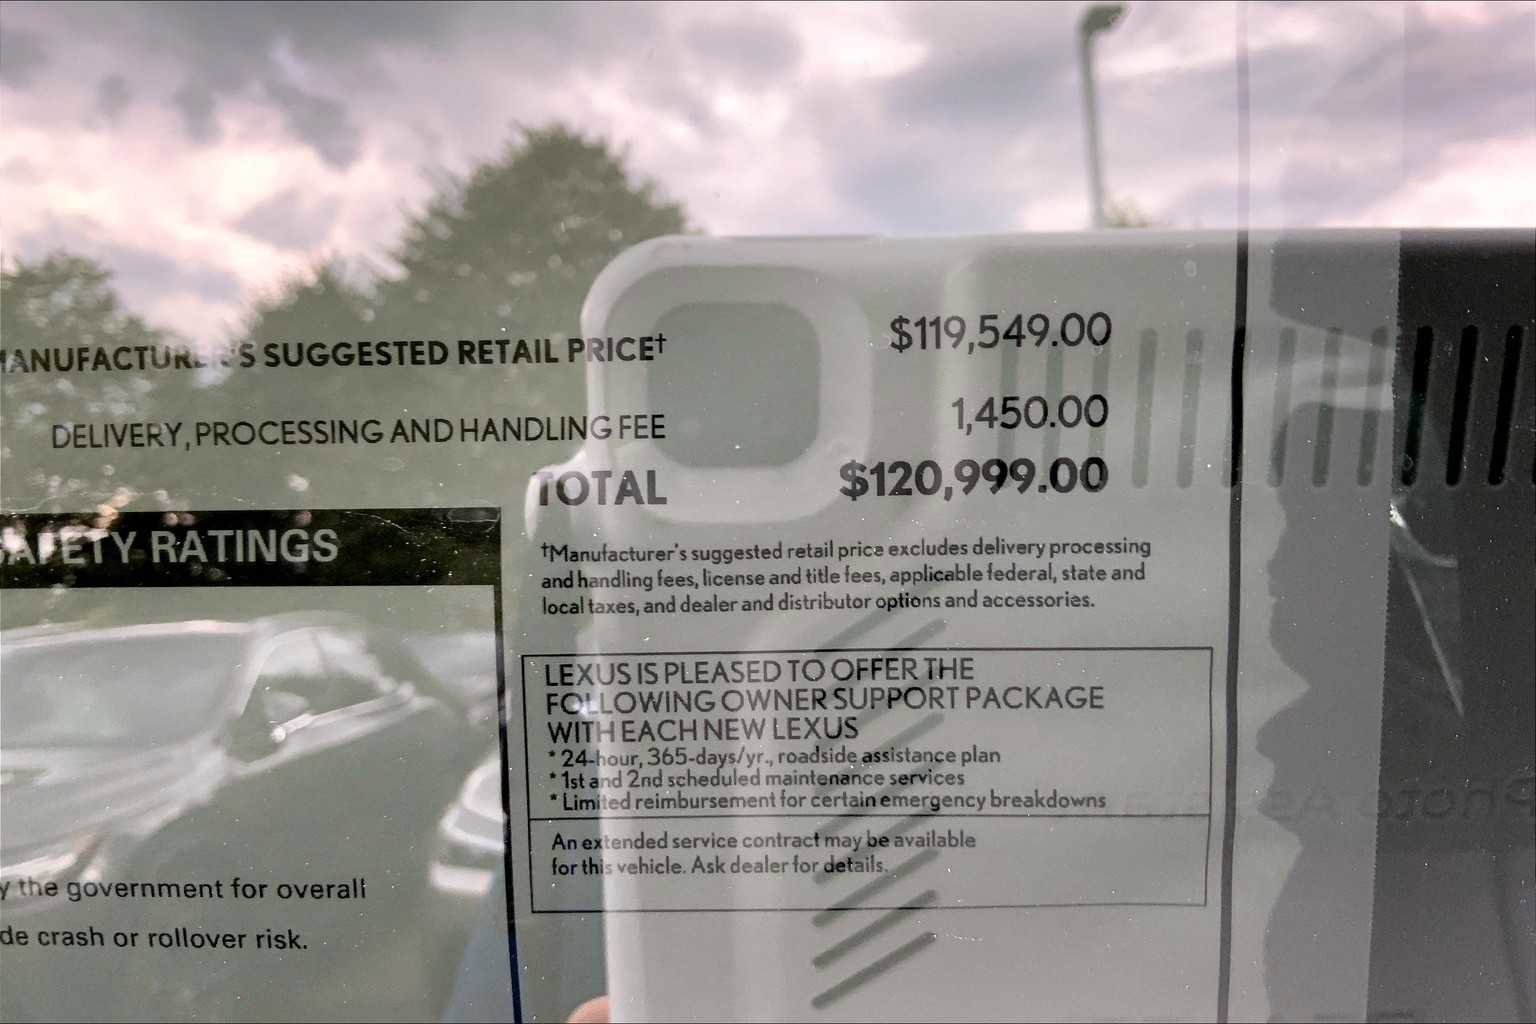 MANUFACTURER'S SUGGESTED RETAIL PRICE† $119,549.00
DELIVERY, PROCESSING AND HANDLING FEE 1,450.00
TOTAL $120,999.00
SAFETY RATINGS
†Manufacturer's suggested retail price excludes delivery processing
and handling fees, license and title fees, applicable federal, state and
local taxes, and dealer and distributor options and accessories.
LEXUS IS PLEASED TO OFFER THE
FOLLOWING OWNER SUPPORT PACKAGE
WITH EACH NEW LEXUS
* 24-hour, 365-days/yr., roadside assistance plan
* 1st and 2nd scheduled maintenance services
* Limited reimbursement for certain emergency breakdowns
An extended service contract may be available
for this vehicle. Ask dealer for details.
y the government for overall
de crash or rollover risk.